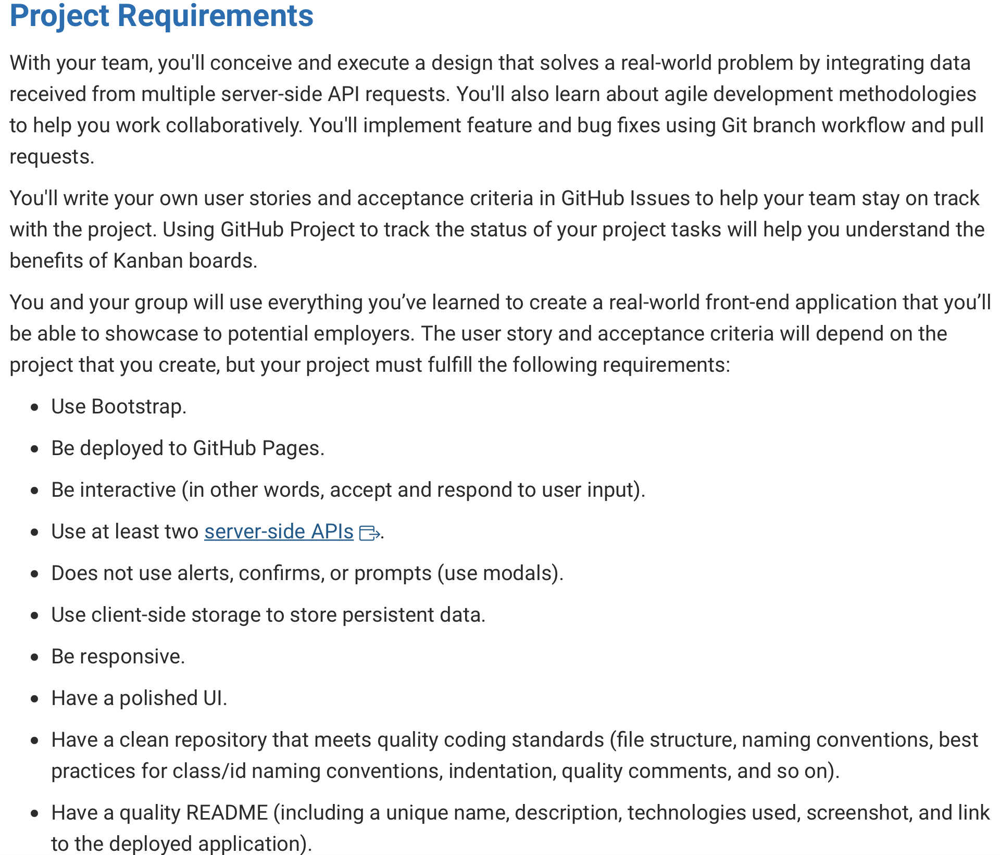 Project Requirements
With your team, you'll conceive and execute a design that solves a real-world problem by integrating data
received from multiple server-side API requests. You'll also learn about agile development methodologies
to help you work collaboratively. You'll implement feature and bug fixes using Git branch workflow and pull
requests.
You'll write your own user stories and acceptance criteria in GitHub Issues to help your team stay on track
with the project. Using GitHub Project to track the status of your project tasks will help you understand the
benefits of Kanban boards.
You and your group will use everything you’ve learned to create a real-world front-end application that you’ll
be able to showcase to potential employers. The user story and acceptance criteria will depend on the
project that you create, but your project must fulfill the following requirements:
• Use Bootstrap.
• Be deployed to GitHub Pages.
• Be interactive (in other words, accept and respond to user input).
• Use at least two server-side APIs.
• Does not use alerts, confirms, or prompts (use modals).
• Use client-side storage to store persistent data.
• Be responsive.
• Have a polished UI.
• Have a clean repository that meets quality coding standards (file structure, naming conventions, best
practices for class/id naming conventions, indentation, quality comments, and so on).
• Have a quality README (including a unique name, description, technologies used, screenshot, and link
to the deployed application).